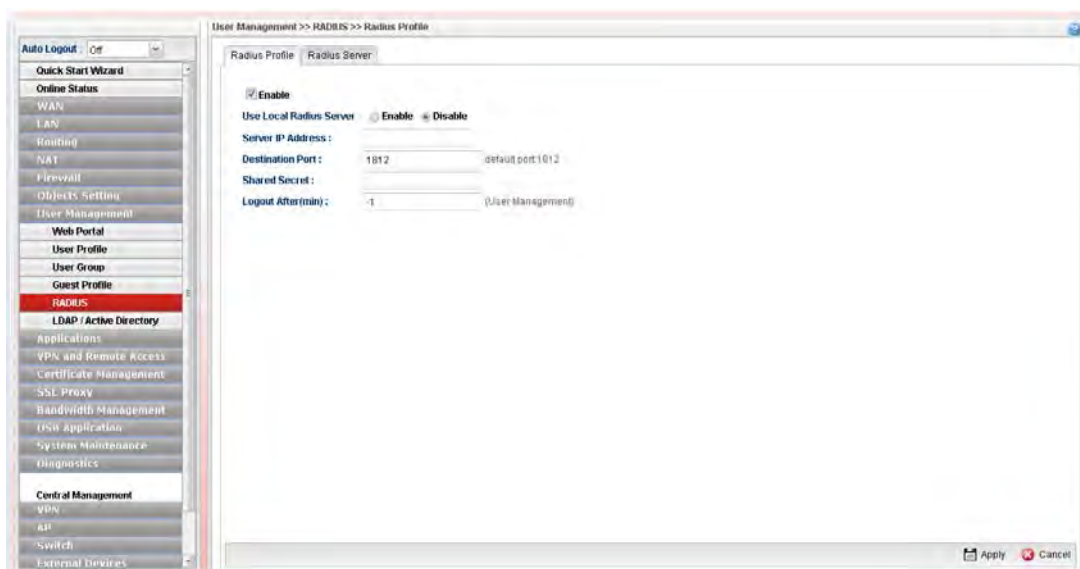 User Management >> RADIUS >> Radius Profile
Auto Logout : Off
Quick Start Wizard
Online Status
WAN
LAN
Routing
NAT
Firewall
Objects Setting
User Management
Web Portal
User Profile
User Group
Guest Profile
RADIUS
LDAP / Active Directory
Applications
VPN and Remote Access
Certificate Management
SSL Proxy
Bandwidth Management
USB Application
System Maintenance
Diagnostics
Central Management
VPN
AP
Switch
External Devices
Radius Profile Radius Server
Enable
Use Local Radius Server Enable Disable
Server IP Address :
Destination Port : 1812 default port:1812
Shared Secret :
Logout After(min) : -1 (User Management)
Apply Cancel